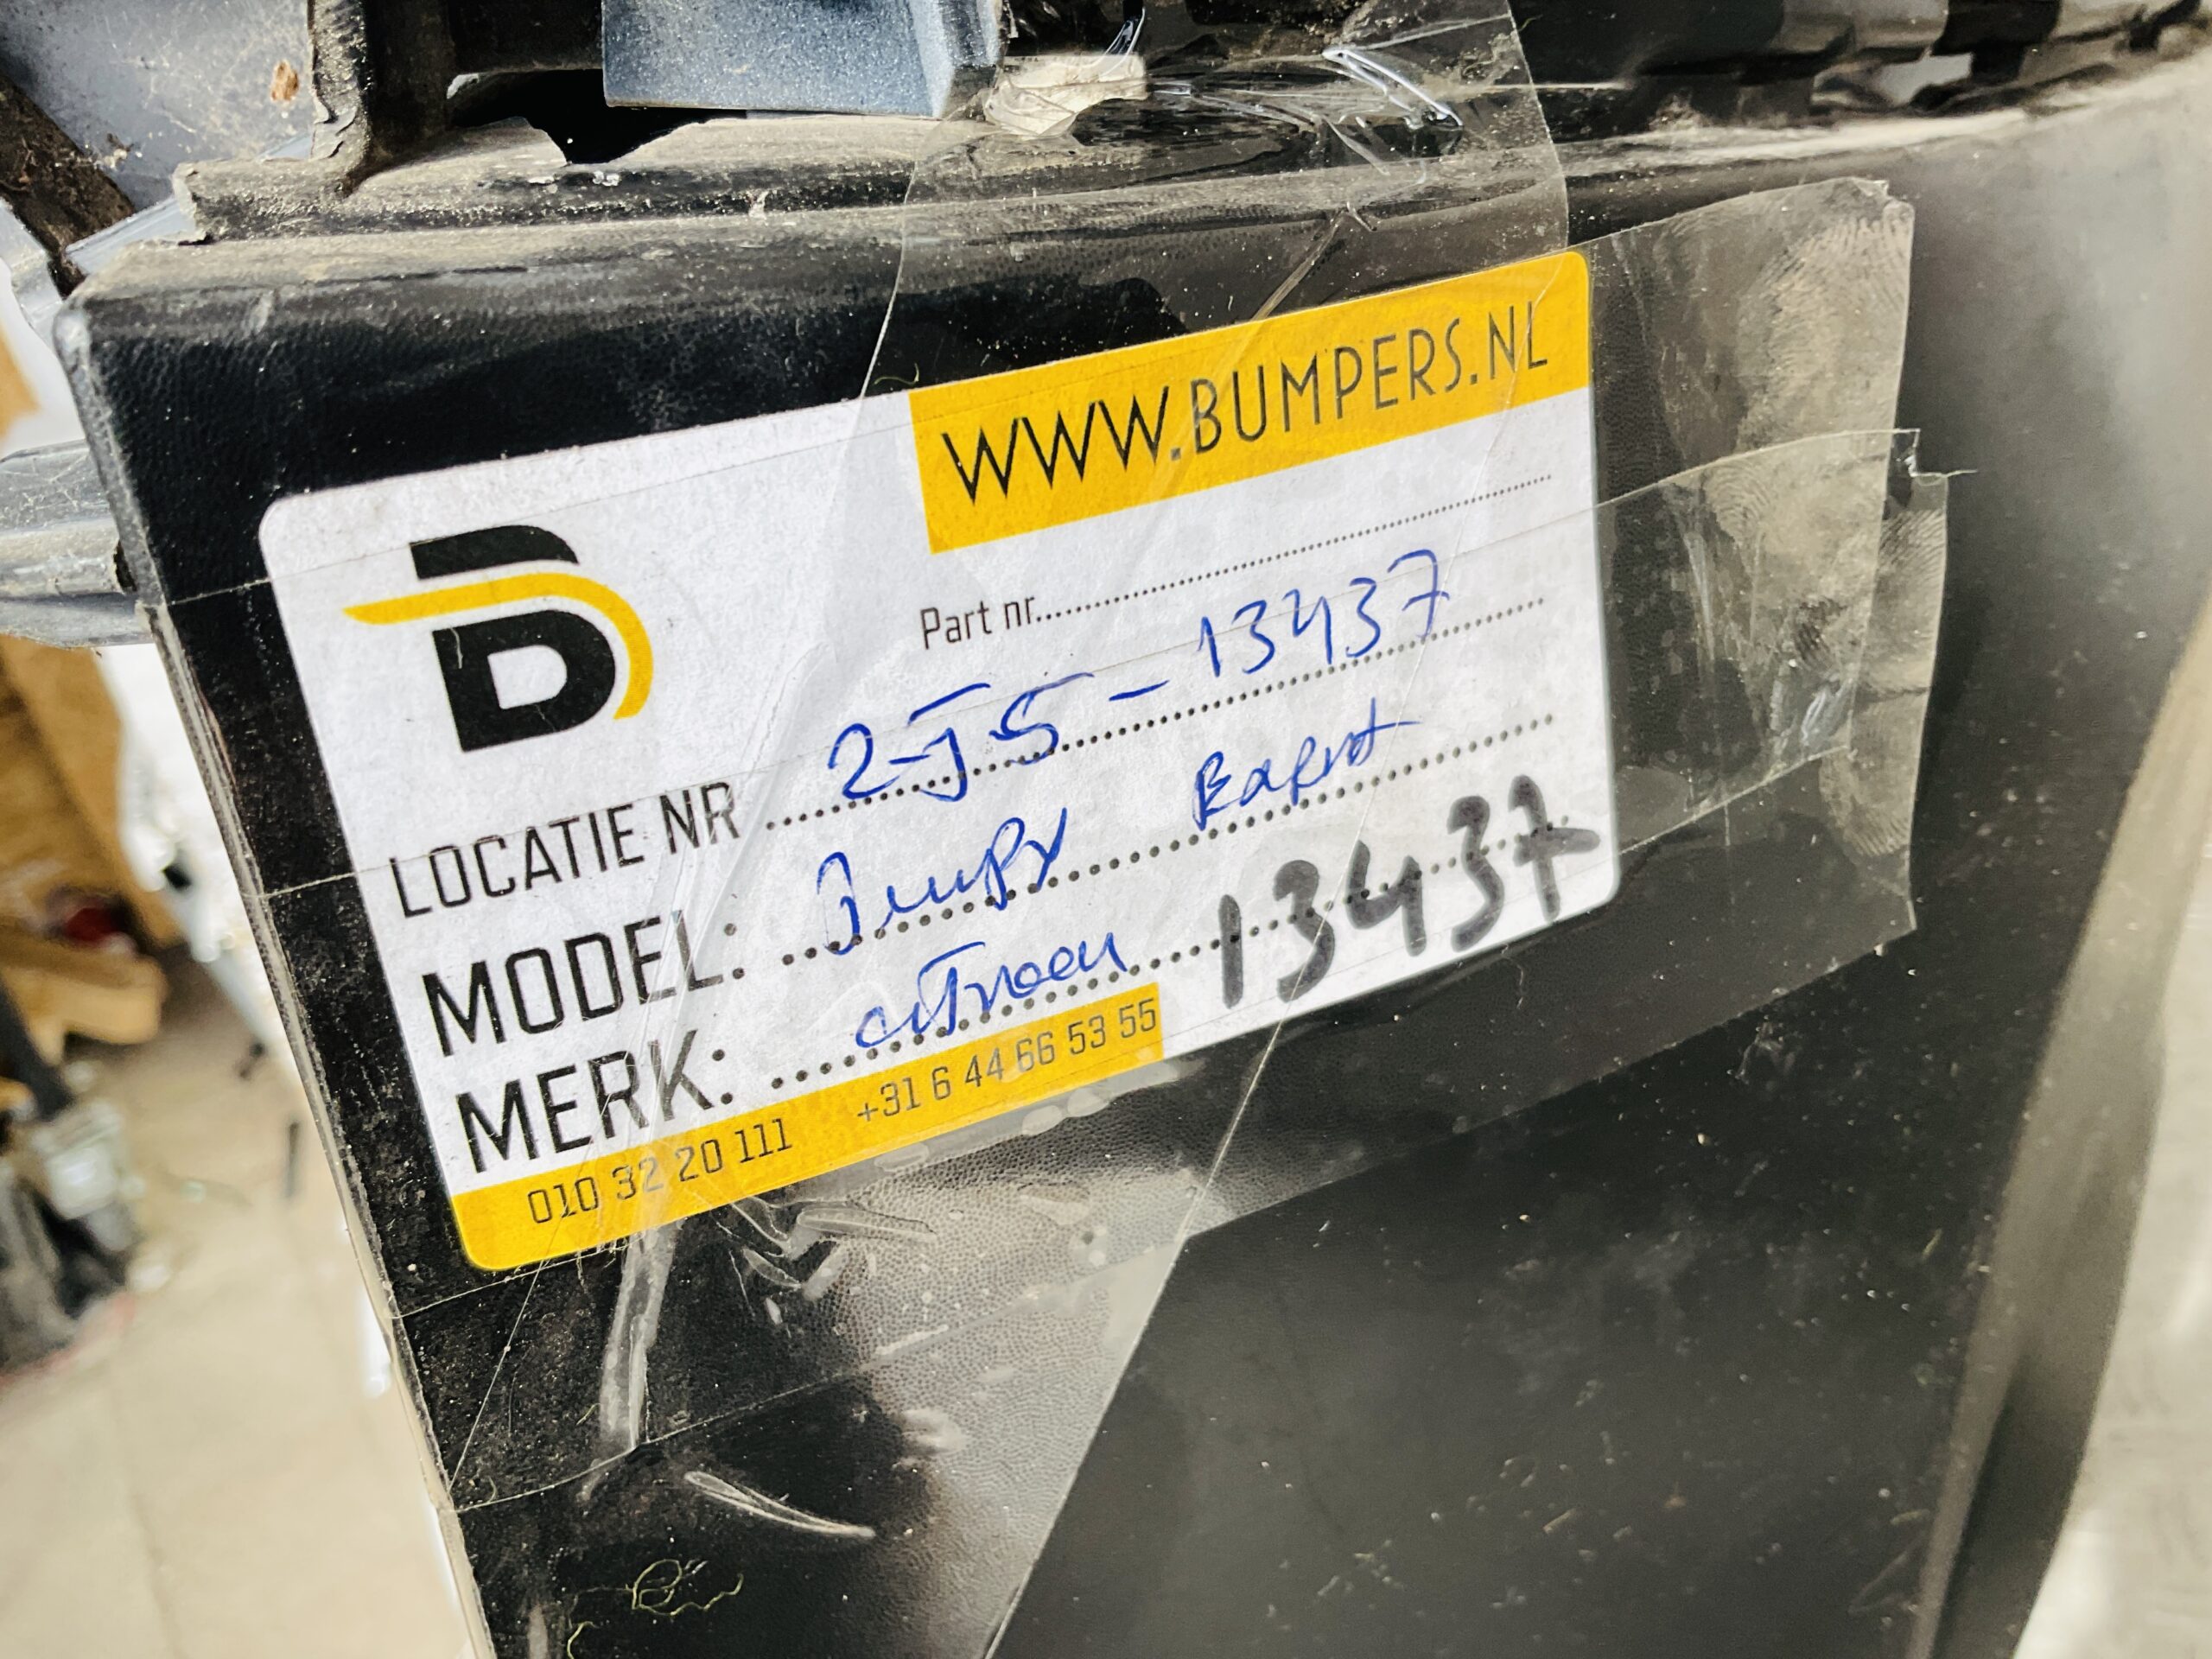 WWW.BUMPERS.NL
B
Part nr.
LOCATIE NR 2-J5-13437
MODEL: Jumpy
MERK: citroen 13437
010 32 20 111 +31 6 44 66 53 55